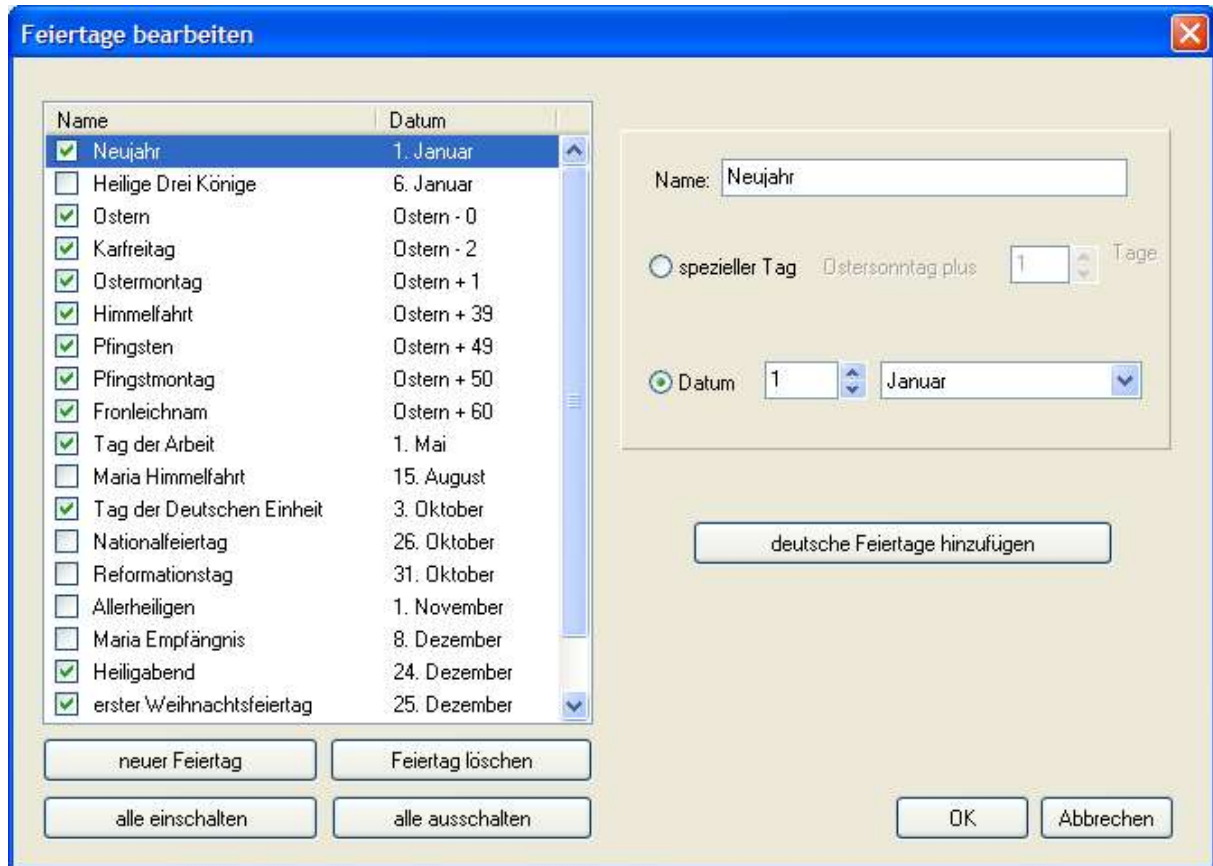 Feiertage bearbeiten
Name Datum
Neujahr 1. Januar
Heilige Drei Könige 6. Januar
Ostern Ostern - 0
Karfreitag Ostern - 2
Ostermontag Ostern + 1
Himmelfahrt Ostern + 39
Pfingsten Ostern + 49
Pfingstmontag Ostern + 50
Fronleichnam Ostern + 60
Tag der Arbeit 1. Mai
Maria Himmelfahrt 15. August
Tag der Deutschen Einheit 3. Oktober
Nationalfeiertag 26. Oktober
Reformationstag 31. Oktober
Allerheiligen 1. November
Maria Empfängnis 8. Dezember
Heiligabend 24. Dezember
erster Weihnachtsfeiertag 25. Dezember
neuer Feiertag Feiertag löschen
alle einschalten alle ausschalten
Name: Neujahr
spezieller Tag Ostersonntag plus 1 Tage
Datum 1 Januar
deutsche Feiertage hinzufügen
OK Abbrechen